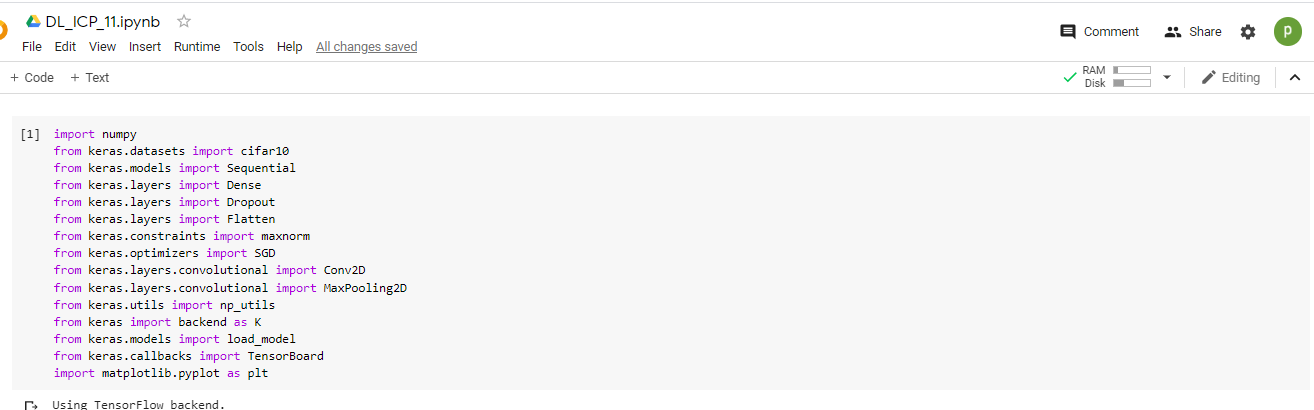 DL_ICP_11.ipynb
File Edit View Insert Runtime Tools Help All changes saved
Comment Share P
+ Code + Text
RAM
Disk
Editing
[1] import numpy
from keras.datasets import cifar10
from keras.models import Sequential
from keras.layers import Dense
from keras.layers import Dropout
from keras.layers import Flatten
from keras.constraints import maxnorm
from keras.optimizers import SGD
from keras.layers.convolutional import Conv2D
from keras.layers.convolutional import MaxPooling2D
from keras.utils import np_utils
from keras import backend as K
from keras.models import load_model
from keras.callbacks import TensorBoard
import matplotlib.pyplot as plt
Using TensorFlow backend.